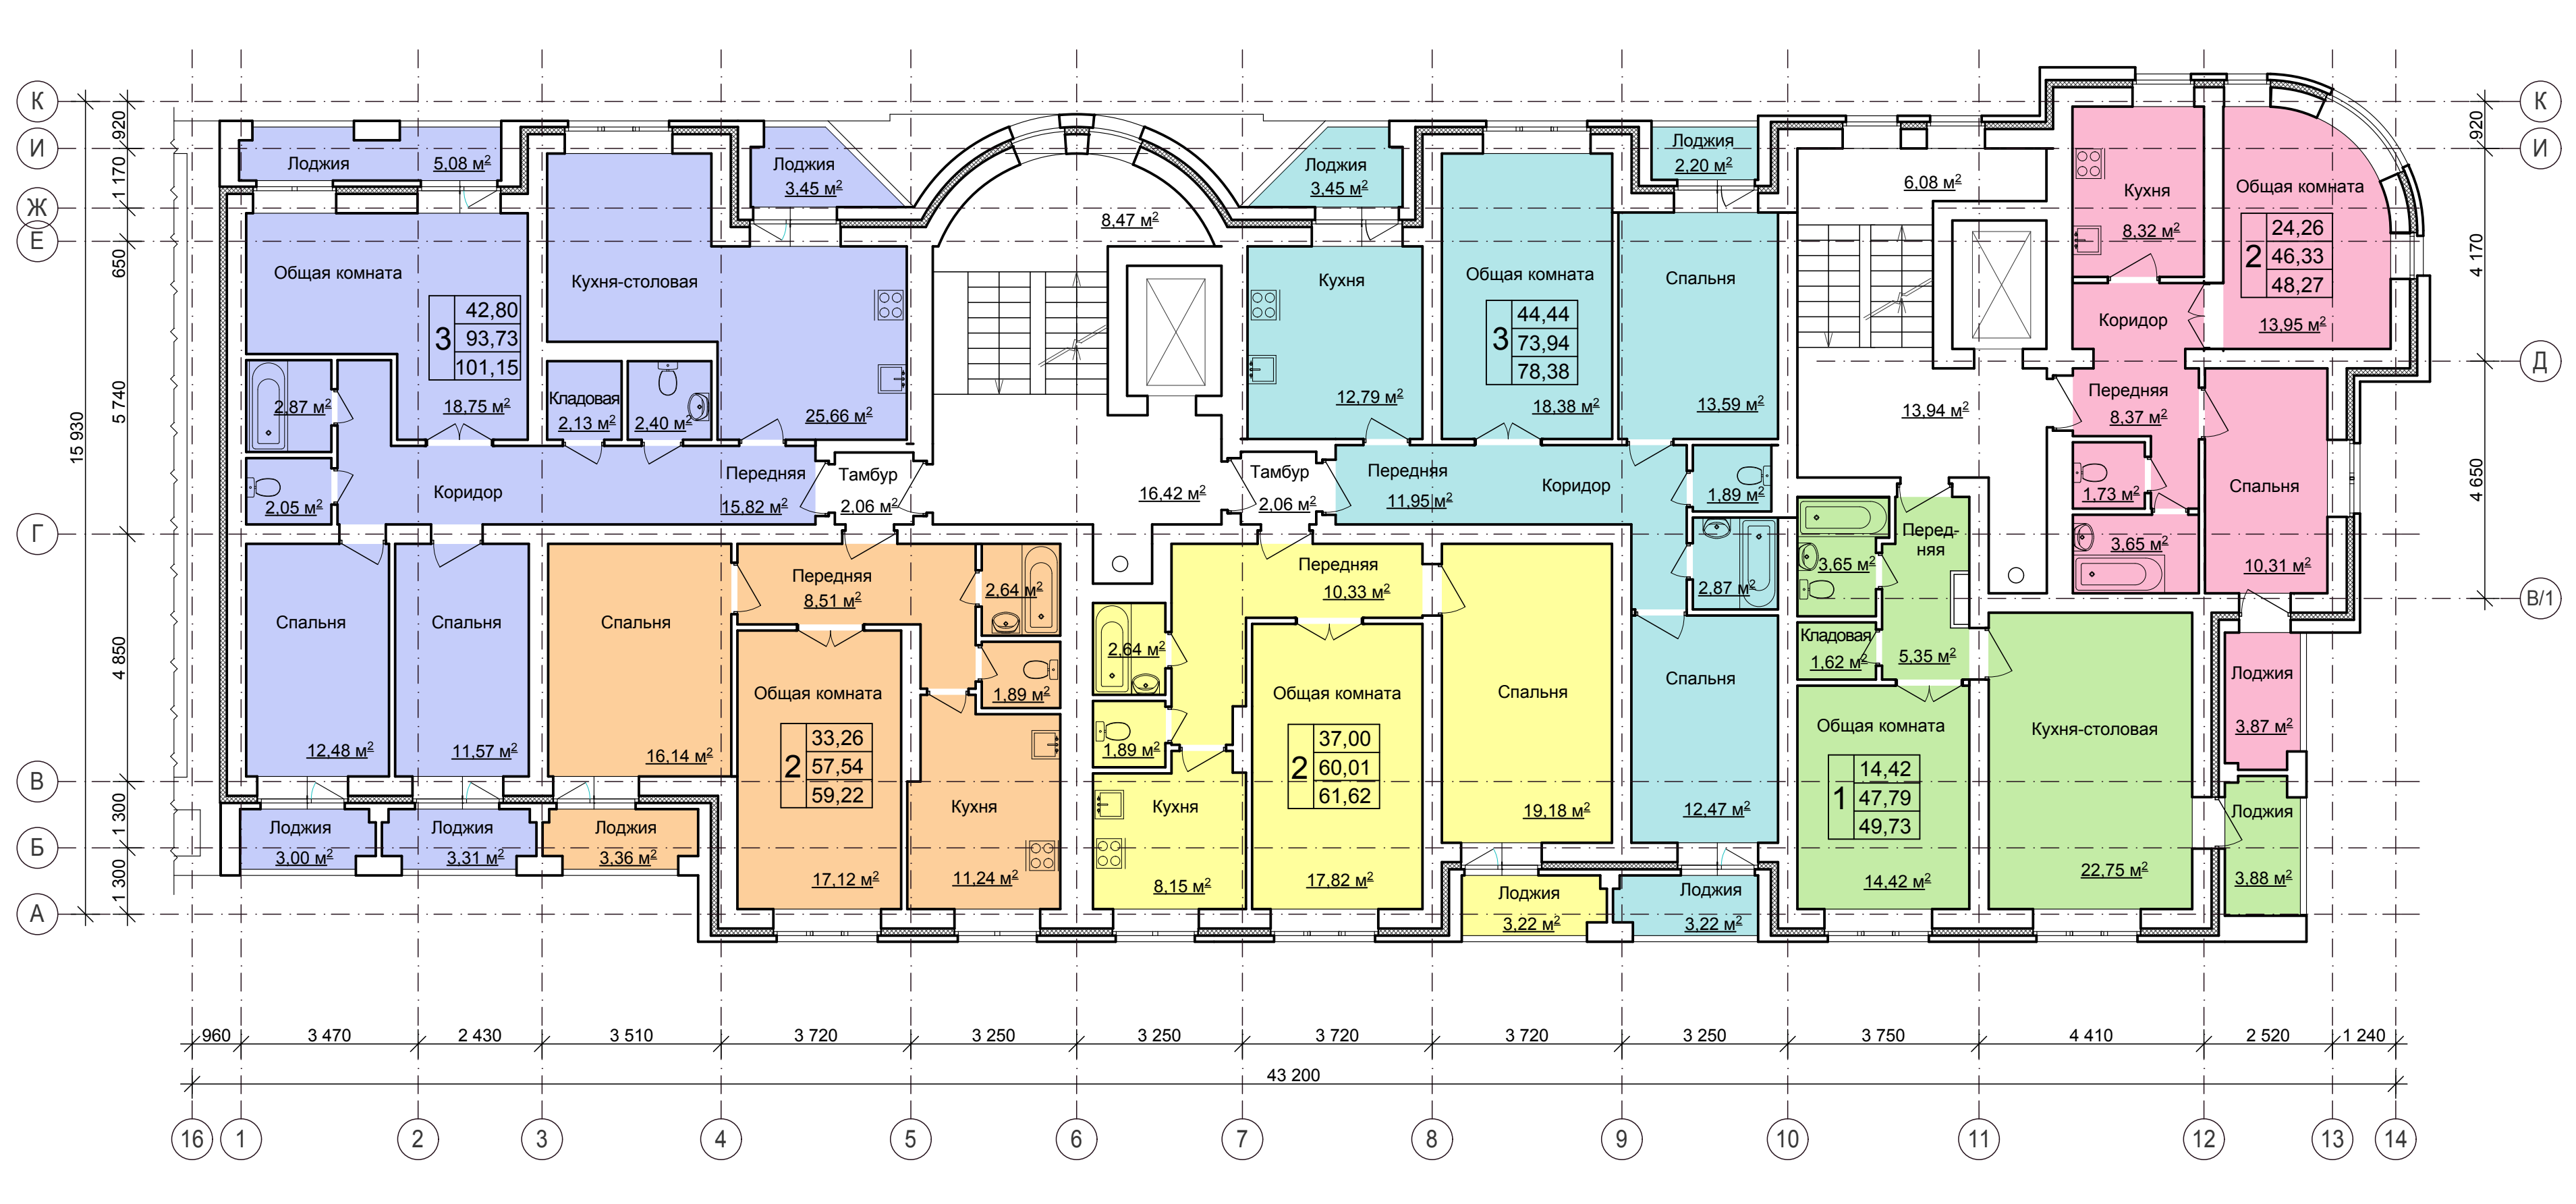 К
И
Ж
Е
Г
В
Б
А
К
И
Д
В/1
920
1 170
650
5 740
4 850
1 300
1 300
15 930
920
4 170
4 650
Лоджия
5,08 м2
Общая комната
3
42,80
93,73
101,15
18,75 м2
2,87 м2
2,05 м2
Коридор
Кухня-столовая
Кладовая
2,13 м2
2,40 м2
25,66 м2
Лоджия
3,45 м2
Передняя
15,82 м2
Тамбур
2,06 м2
Спальня
12,48 м2
Спальня
11,57 м2
Лоджия
3,00 м2
Лоджия
3,31 м2
Спальня
16,14 м2
Лоджия
3,36 м2
Передняя
8,51 м2
2,64 м2
1,89 м2
Общая комната
2
33,26
57,54
59,22
17,12 м2
Кухня
11,24 м2
8,47 м2
16,42 м2
Тамбур
2,06 м2
Передняя
10,33 м2
2,64 м2
1,89 м2
Кухня
8,15 м2
Общая комната
2
37,00
60,01
61,62
17,82 м2
Спальня
19,18 м2
Лоджия
3,22 м2
Лоджия
3,45 м2
Кухня
12,79 м2
Общая комната
3
44,44
73,94
78,38
18,38 м2
Лоджия
2,20 м2
Спальня
13,59 м2
Передняя
11,95 м2
Коридор
1,89 м2
2,87 м2
Спальня
12,47 м2
Лоджия
3,22 м2
6,08 м2
13,94 м2
Перед-
няя
3,65 м2
Кладовая
1,62 м2
5,35 м2
Общая комната
1
14,42
47,79
49,73
14,42 м2
Кухня-столовая
22,75 м2
Лоджия
3,88 м2
Кухня
8,32 м2
Общая комната
2
24,26
46,33
48,27
13,95 м2
Коридор
Передняя
8,37 м2
1,73 м2
3,65 м2
Спальня
10,31 м2
Лоджия
3,87 м2
960
3 470
2 430
3 510
3 720
3 250
3 250
3 720
3 720
3 250
3 750
4 410
2 520
1 240
43 200
16
1
2
3
4
5
6
7
8
9
10
11
12
13
14